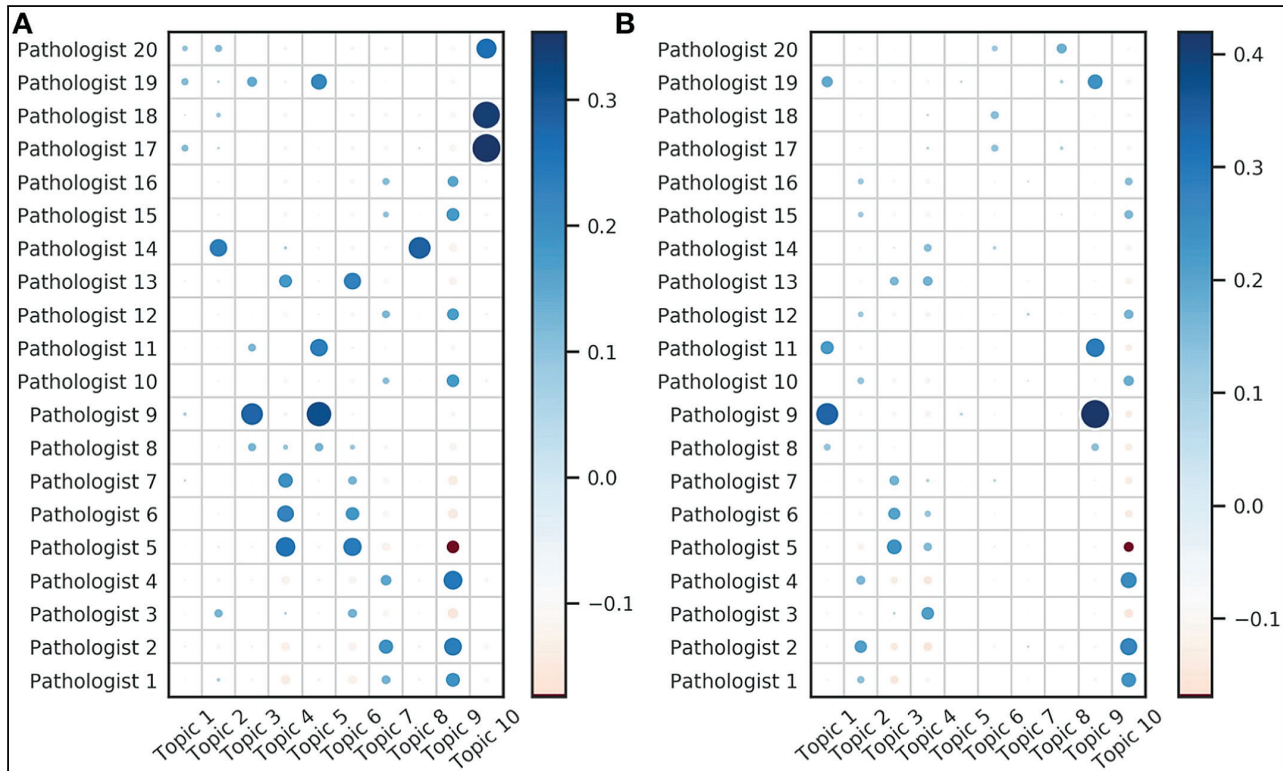 A
Pathologist 20
Pathologist 19
Pathologist 18
Pathologist 17
Pathologist 16
Pathologist 15
Pathologist 14
Pathologist 13
Pathologist 12
Pathologist 11
Pathologist 10
Pathologist 9
Pathologist 8
Pathologist 7
Pathologist 6
Pathologist 5
Pathologist 4
Pathologist 3
Pathologist 2
Pathologist 1
Topic 1
Topic 2
Topic 3
Topic 4
Topic 5
Topic 6
Topic 7
Topic 8
Topic 9
Topic 10
0.3
0.2
0.1
0.0
−0.1
B
Pathologist 20
Pathologist 19
Pathologist 18
Pathologist 17
Pathologist 16
Pathologist 15
Pathologist 14
Pathologist 13
Pathologist 12
Pathologist 11
Pathologist 10
Pathologist 9
Pathologist 8
Pathologist 7
Pathologist 6
Pathologist 5
Pathologist 4
Pathologist 3
Pathologist 2
Pathologist 1
Topic 1
Topic 2
Topic 3
Topic 4
Topic 5
Topic 6
Topic 7
Topic 8
Topic 9
Topic 10
0.4
0.3
0.2
0.1
0.0
−0.1